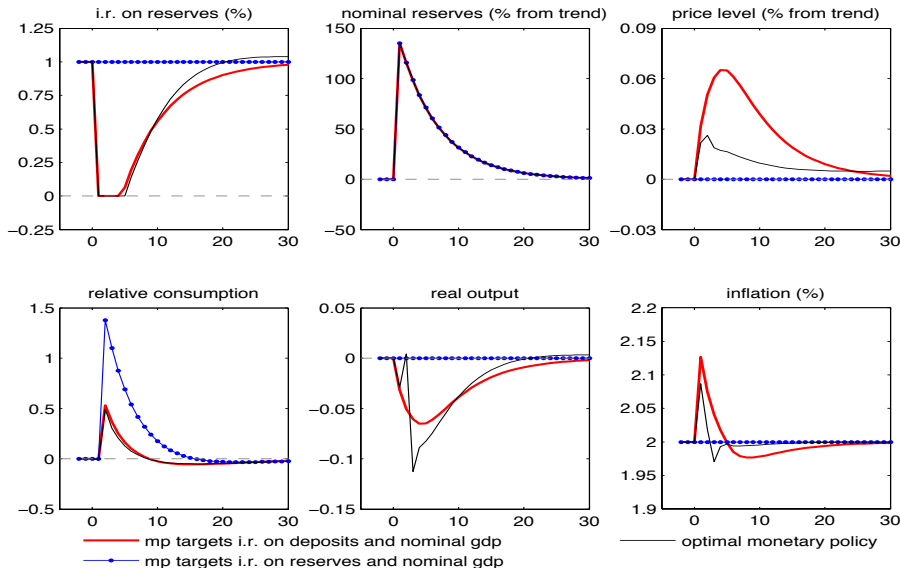 i.r. on reserves (%) nominal reserves (% from trend) price level (% from trend)
1.25 150 0.09
1 100 0.06
0.75
0.5 50 0.03
0.25
0 0 0
−0.25 −50 −0.03
0 10 20 30 0 10 20 30 0 10 20 30
relative consumption real output inflation (%)
1.5 0.05 2.2
2.15
1 0 2.1
0.5 −0.05 2.05
2
0 −0.1 1.95
−0.5 −0.15 1.9
0 10 20 30 0 10 20 30 0 10 20 30
mp targets i.r. on deposits and nominal gdp optimal monetary policy
mp targets i.r. on reserves and nominal gdp